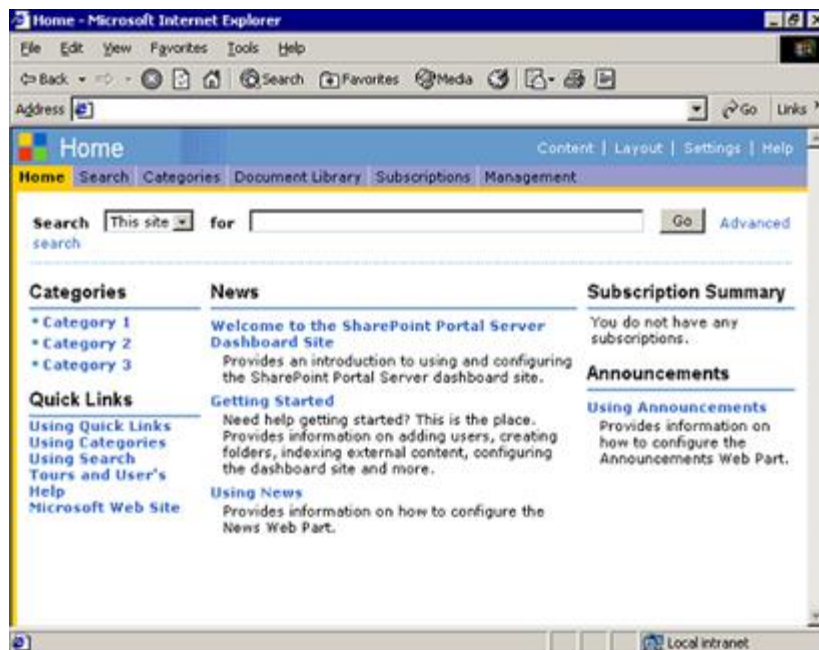 Home - Microsoft Internet Explorer
File Edit View Favorites Tools Help
Back Search Favorites Media
Address Go Links
Home Content | Layout | Settings | Help
Home Search Categories Document Library Subscriptions Management
Search This site for Go Advanced
search
Categories
• Category 1
• Category 2
• Category 3
Quick Links
Using Quick Links
Using Categories
Using Search
Tours and User's
Help
Microsoft Web Site
News
Welcome to the SharePoint Portal Server
Dashboard Site
Provides an introduction to using and configuring
the SharePoint Portal Server dashboard site.
Getting Started
Need help getting started? This is the place.
Provides information on adding users, creating
folders, indexing external content, configuring
the dashboard site and more.
Using News
Provides information on how to configure the
News Web Part.
Subscription Summary
You do not have any
subscriptions.
Announcements
Using Announcements
Provides information on
how to configure the
Announcements Web Part.
Local intranet